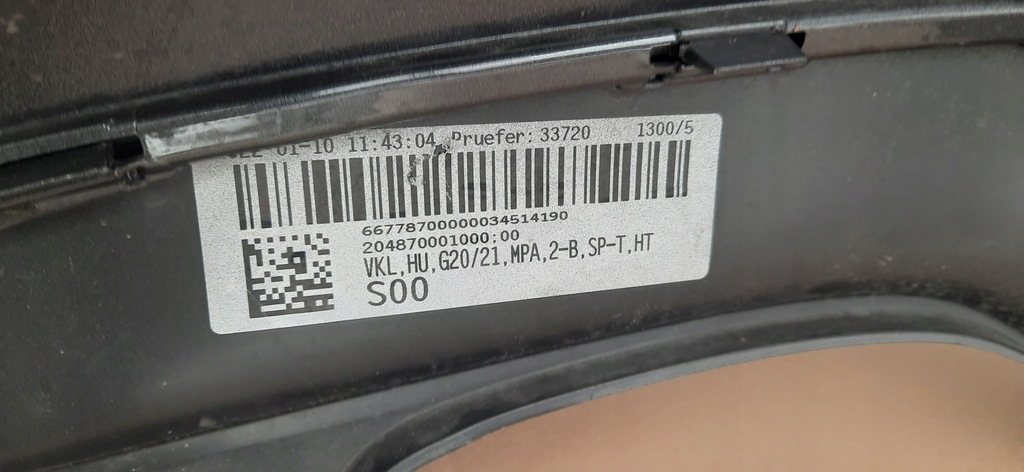 022-01-10 11:43:04 Pruefer: 33720 1300/5
66778700000034514190
204870001000:00
VKL,HU,G20/21,MPA,2-B,SP-T,HT
S00